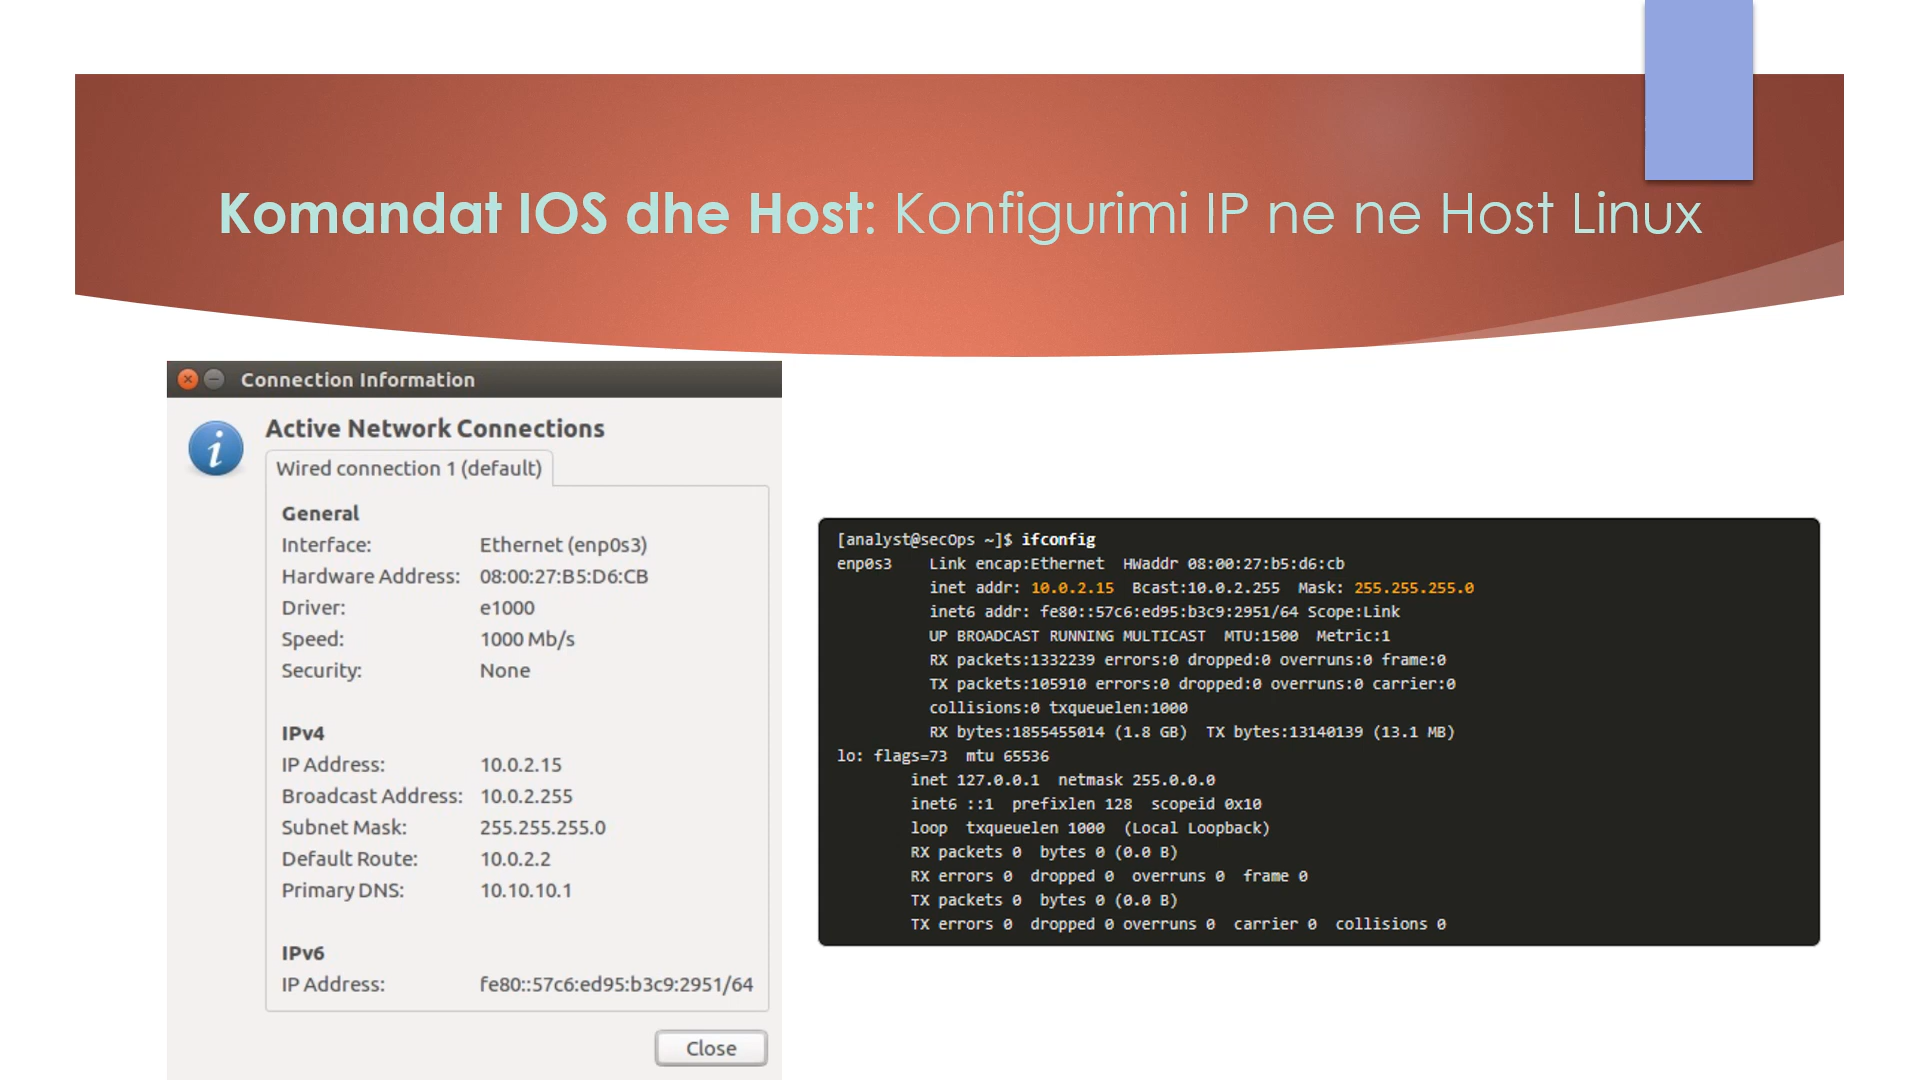 Komandat IOS dhe Host: Konfigurimi IP ne ne Host Linux
Connection Information
Active Network Connections
Wired connection 1 (default)
General
Interface: Ethernet (enp0s3)
Hardware Address: 08:00:27:B5:D6:CB
Driver: e1000
Speed: 1000 Mb/s
Security: None
IPv4
IP Address: 10.0.2.15
Broadcast Address: 10.0.2.255
Subnet Mask: 255.255.255.0
Default Route: 10.0.2.2
Primary DNS: 10.10.10.1
IPv6
IP Address: fe80::57c6:ed95:b3c9:2951/64
Close
[analyst@secOps ~]$ ifconfig
enp0s3    Link encap:Ethernet  HWaddr 08:00:27:b5:d6:cb
inet addr: 10.0.2.15  Bcast:10.0.2.255  Mask: 255.255.255.0
inet6 addr: fe80::57c6:ed95:b3c9:2951/64 Scope:Link
UP BROADCAST RUNNING MULTICAST  MTU:1500  Metric:1
RX packets:1332239 errors:0 dropped:0 overruns:0 frame:0
TX packets:105910 errors:0 dropped:0 overruns:0 carrier:0
collisions:0 txqueuelen:1000
RX bytes:1855455014 (1.8 GB)  TX bytes:13140139 (13.1 MB)
lo: flags=73  mtu 65536
inet 127.0.0.1  netmask 255.0.0.0
inet6 ::1  prefixlen 128  scopeid 0x10
loop  txqueuelen 1000  (Local Loopback)
RX packets 0  bytes 0 (0.0 B)
RX errors 0  dropped 0  overruns 0  frame 0
TX packets 0  bytes 0 (0.0 B)
TX errors 0  dropped 0 overruns 0  carrier 0  collisions 0